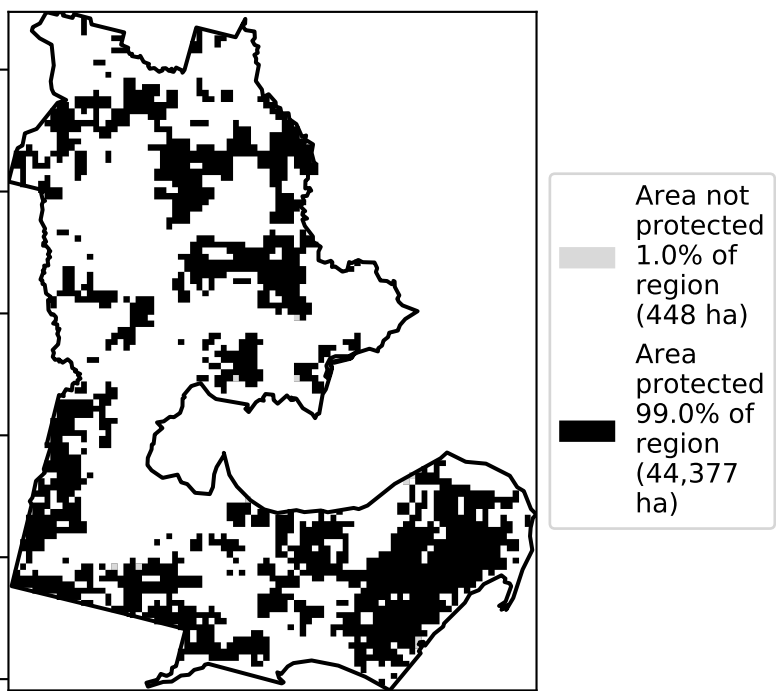 Area not
protected
1.0% of
region
(448 ha)
Area
protected
99.0% of
region
(44,377
ha)